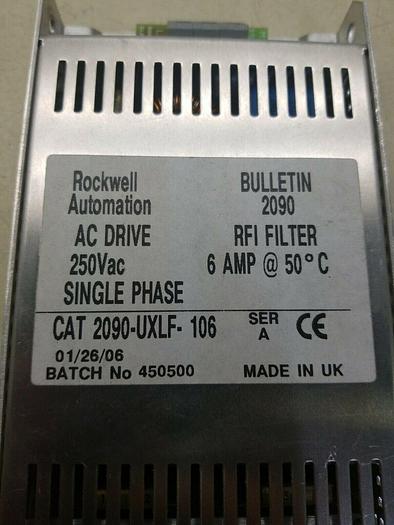 Rockwell BULLETIN
Automation 2090
AC DRIVE RFI FILTER
250Vac 6 AMP @ 50°C
SINGLE PHASE
CAT 2090-UXLF- 106 SER A CE
01/26/06
BATCH No 450500 MADE IN UK